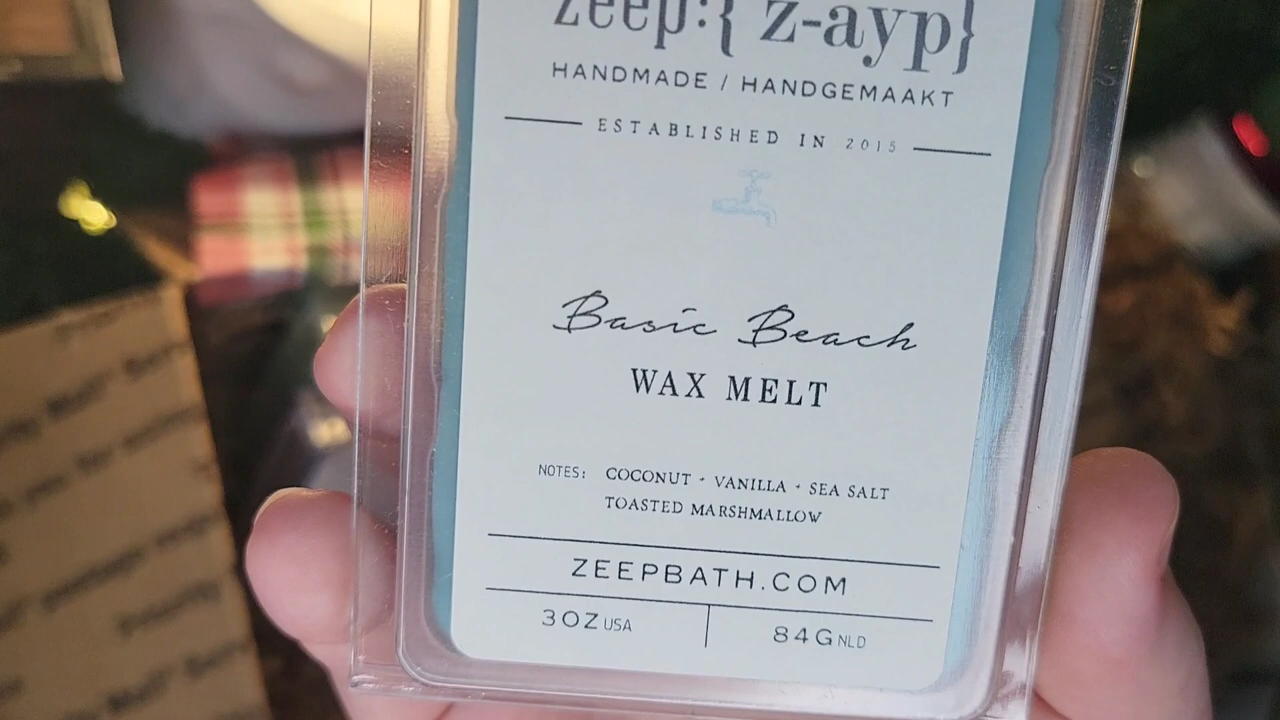 zeep:{ z-ayp}
HANDMADE / HANDGEMAAKT
ESTABLISHED IN 2015
Basic Beach
WAX MELT
NOTES: COCONUT · VANILLA · SEA SALT
TOASTED MARSHMALLOW
ZEEPBATH.COM
3OZ USA
84G NLD